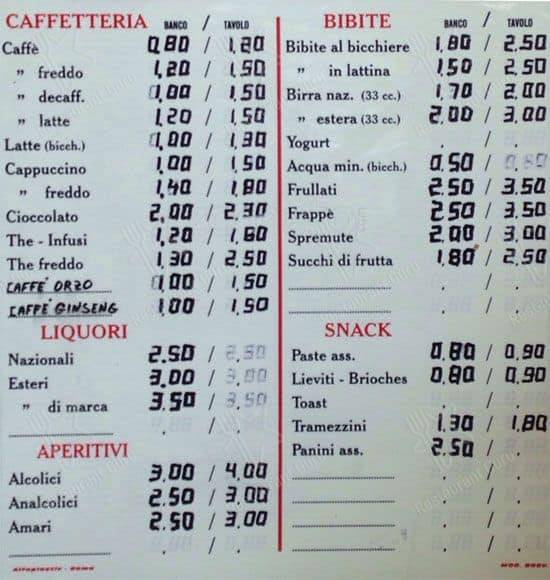 CAFFETTERIA BANCO / TAVOLO
Caffè 0,80 / 1,20
” freddo 1,20 / 1,50
” decaff. 1,00 / 1,50
” latte 1,20 / 1,50
Latte (bicch.) 1,00 / 1,30
Cappuccino 1,00 / 1,50
” freddo 1,40 / 1,80
Cioccolato 2,00 / 2,30
The - Infusi 1,20 / 1,60
The freddo 1,30 / 2,50
CAFFE' ORZO 1,00 / 1,50
CAFFE' GINSENG 1,00 / 1,50
LIQUORI
Nazionali 2.50 / 2.50
Esteri 3.00 / 3.00
” di marca 3.50 / 3.50
APERITIVI
Alcolici 3.00 / 4.00
Analcolici 2.50 / 3.00
Amari 2.50 / 3.00
BIBITE BANCO / TAVOLO
Bibite al bicchiere 1,80 / 2.50
” in lattina 1,50 / 2.50
Birra naz. (33 cc.) 1,70 / 2.00
” estera (33 cc.) 2.00 / 3,00
Yogurt . / .
Acqua min. (bicch.) 0.50 /
Frullati 2.50 / 3.50
Frappè 2.50 / 3.50
Spremute 2.00 / 3.00
Succhi di frutta 1,80 / 2.50
SNACK
Paste ass. 0.80 / 0.90
Lieviti - Brioches 0.80 / 0.90
Toast . / .
Tramezzini 1.30 / 1.80
Panini ass. 2.50 / .